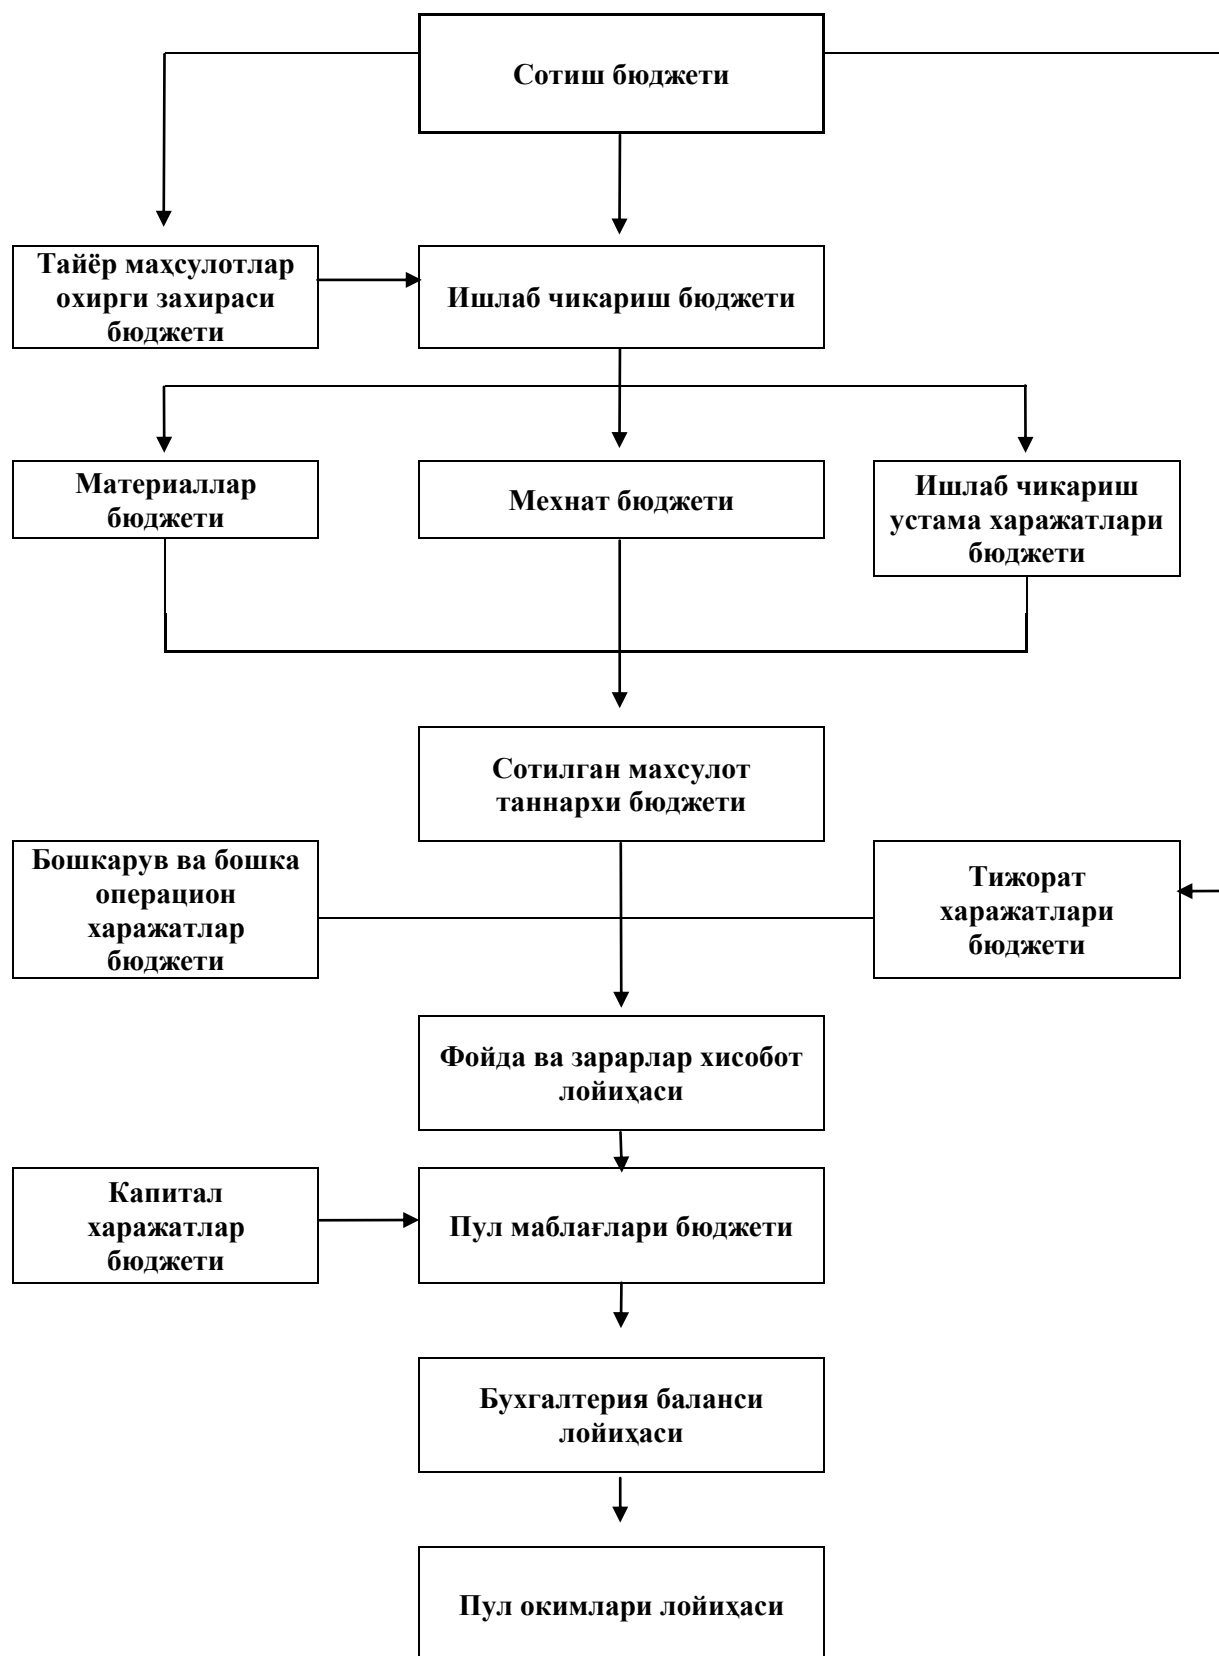 Сотиш бюджети
Тайёр маҳсулотлар
охирги захираси
бюджети
Ишлаб чикариш бюджети
Материаллар
бюджети
Мехнат бюджети
Ишлаб чикариш
устама харажатлари
бюджети
Сотилган махсулот
таннархи бюджети
Бошкарув ва бошка
операцион
харажатлар
бюджети
Тижорат
харажатлари
бюджети
Фойда ва зарарлар хисобот
лойиҳаси
Капитал
харажатлар
бюджети
Пул маблағлари бюджети
Бухгалтерия баланси
лойиҳаси
Пул окимлари лойиҳаси